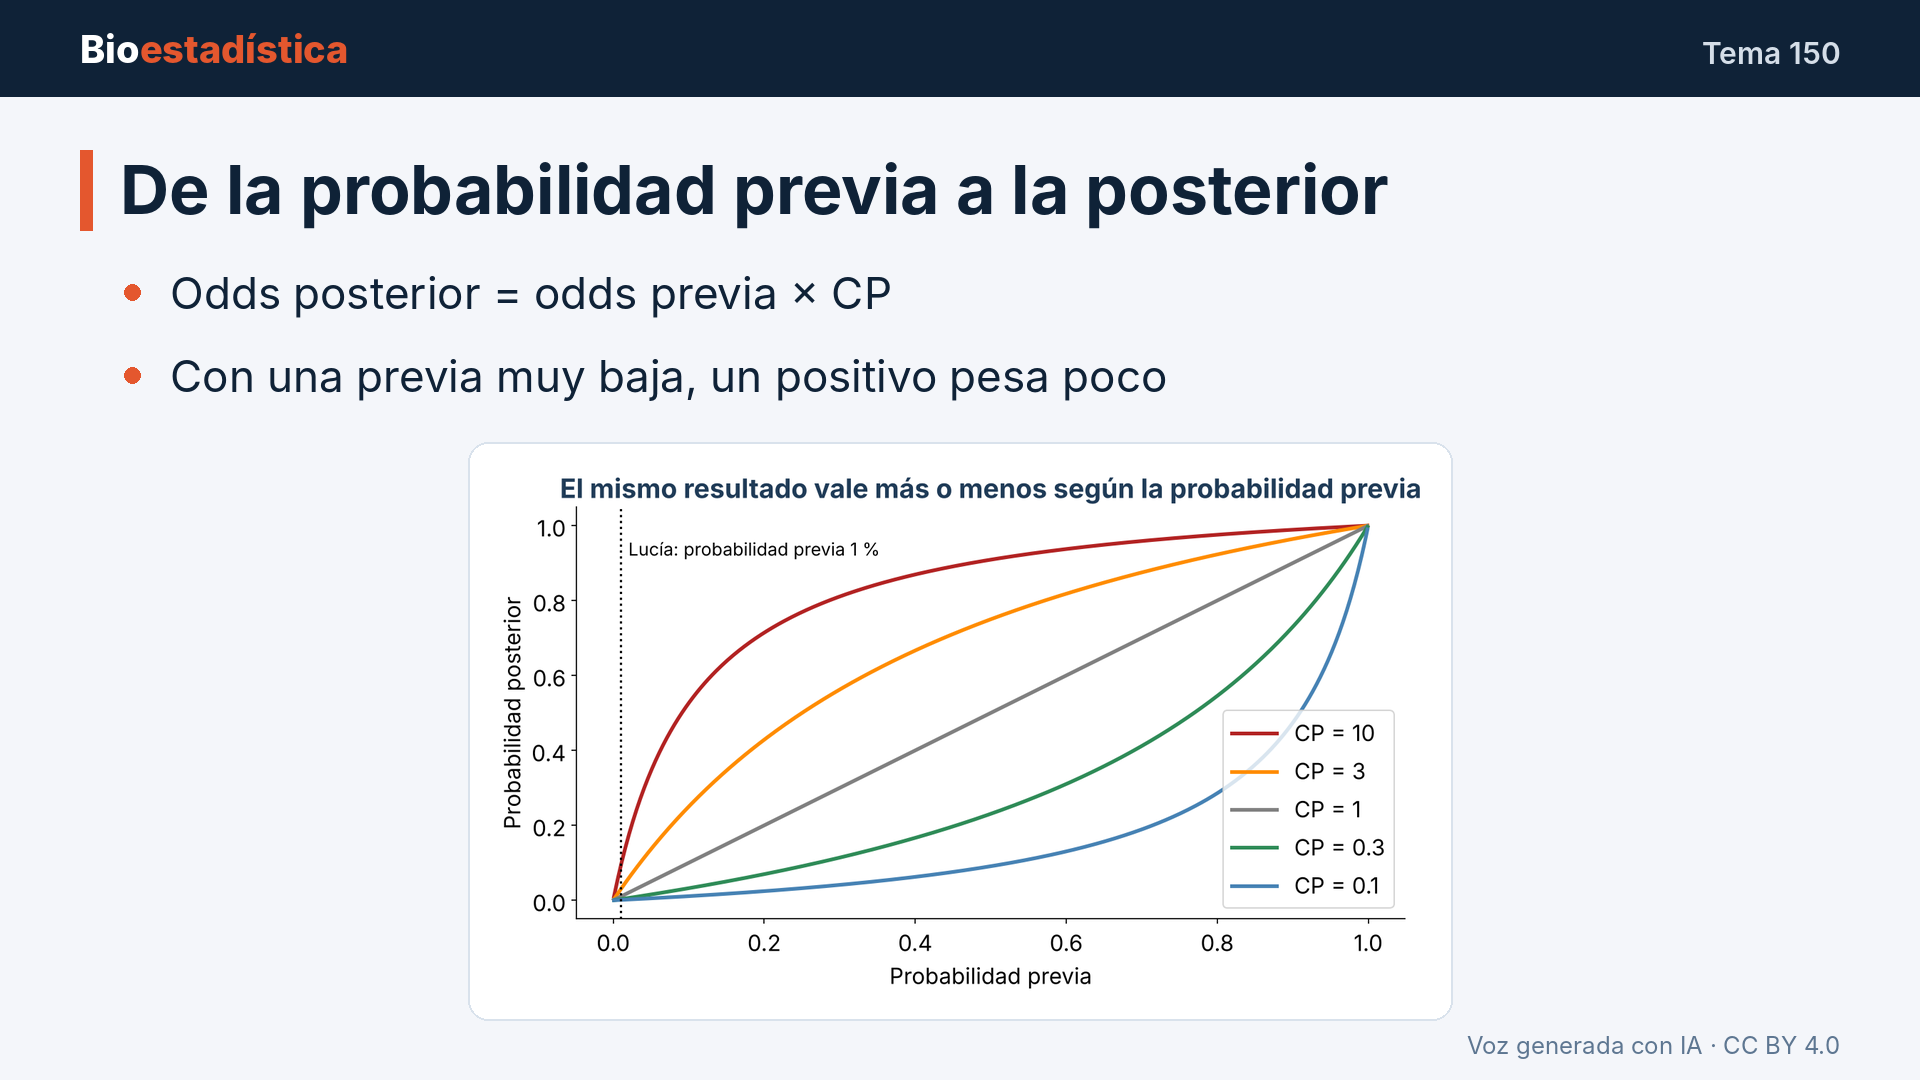 Bioestadística
Tema 150
De la probabilidad previa a la posterior
• Odds posterior = odds previa × CP
• Con una previa muy baja, un positivo pesa poco
El mismo resultado vale más o menos según la probabilidad previa
Lucía: probabilidad previa 1 %
Probabilidad posterior
1.0
0.8
0.6
0.4
0.2
0.0
CP = 10
CP = 3
CP = 1
CP = 0.3
CP = 0.1
0.0 0.2 0.4 0.6 0.8 1.0
Probabilidad previa
Voz generada con IA · CC BY 4.0